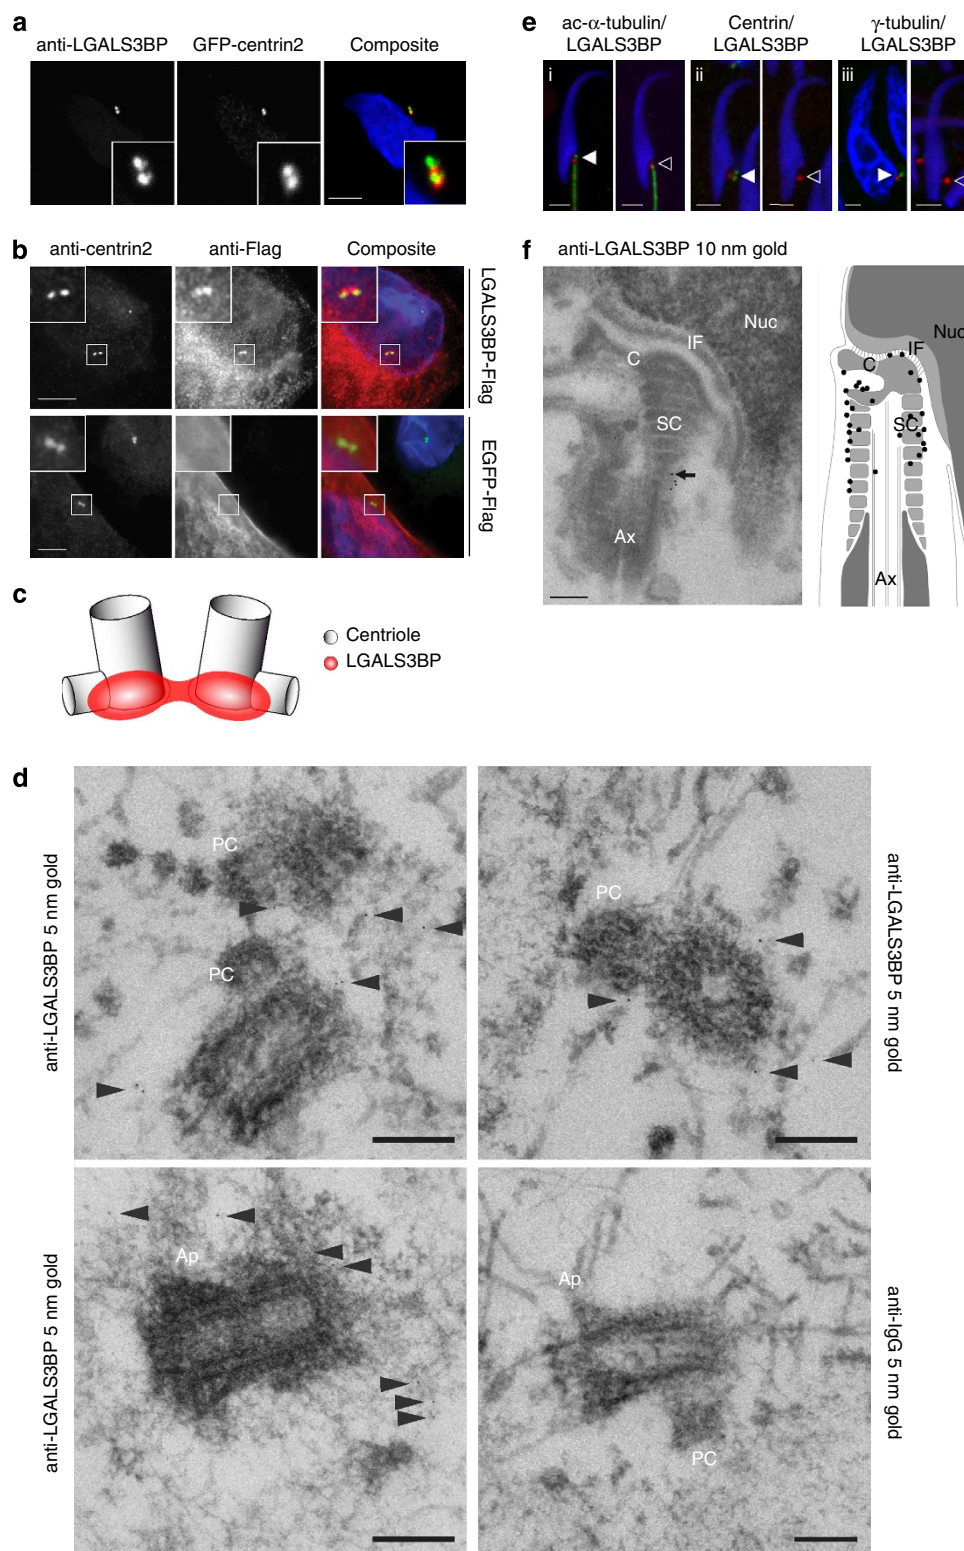 a
anti-LGALS3BP
GFP-centrin2
Composite
b
anti-centrin2
anti-Flag
Composite
LGALS3BP-Flag
EGFP-Flag
c
Centriole
LGALS3BP
d
anti-LGALS3BP 5 nm gold
PC
PC
anti-LGALS3BP 5 nm gold
PC
anti-LGALS3BP 5 nm gold
Ap
anti-IgG 5 nm gold
Ap
PC
e
ac-α-tubulin/
LGALS3BP
Centrin/
LGALS3BP
γ-tubulin/
LGALS3BP
i
ii
iii
f
anti-LGALS3BP 10 nm gold
Nuc
IF
C
SC
Ax
Nuc
IF
C
SC
Ax